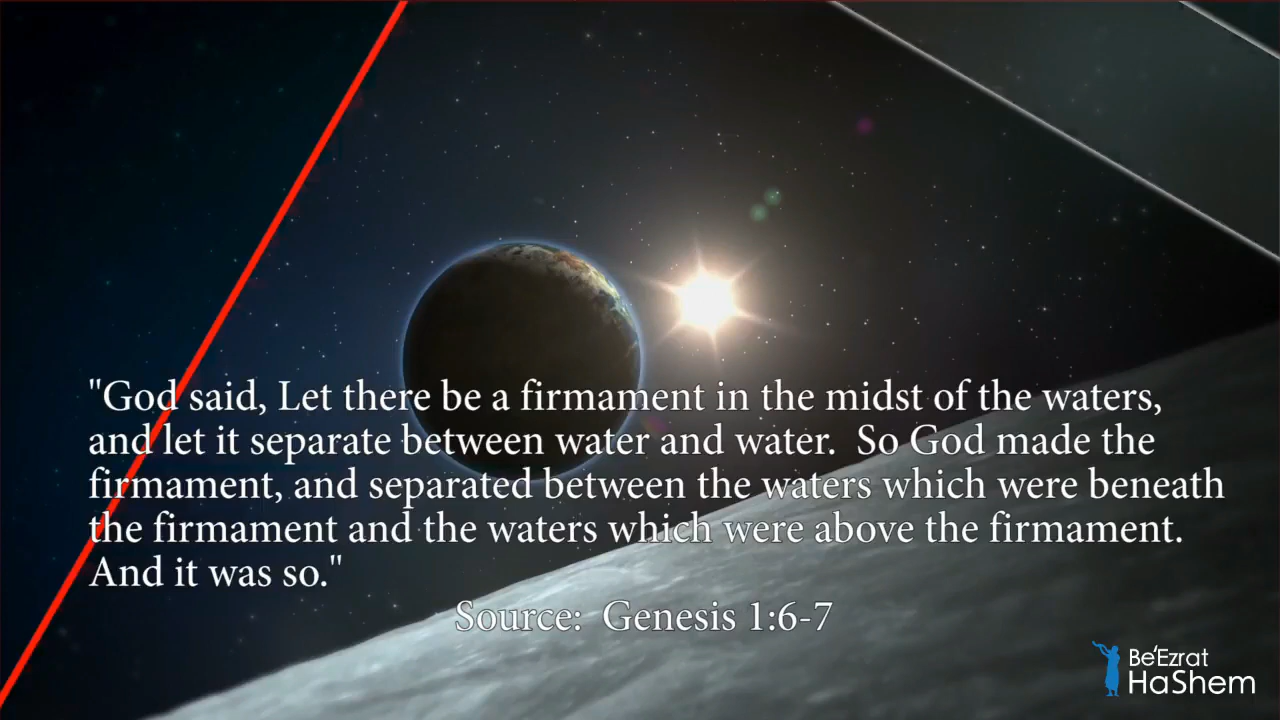 "God said, Let there be a firmament in the midst of the waters,
and let it separate between water and water.  So God made the
firmament, and separated between the waters which were beneath
the firmament and the waters which were above the firmament.
And it was so."
Source:  Genesis 1:6-7
Be'Ezrat
HaShem